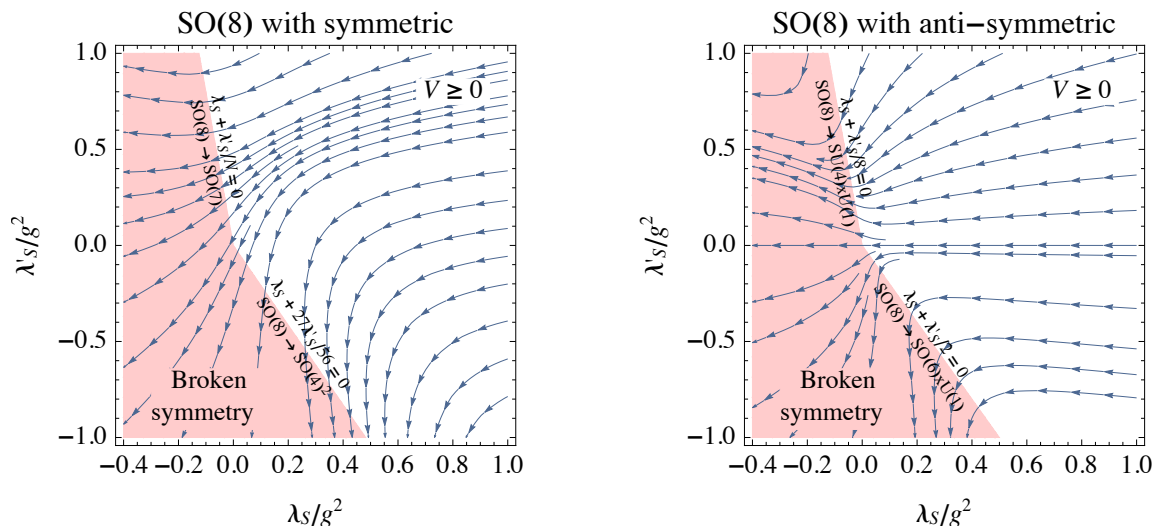 SO(8) with symmetric
1.0
0.5
0.0
−0.5
−1.0
λ's/g²
V ≥ 0
λs + λ's/N = 0
SO(8) → SO(7)
λs + 27λ's/56 = 0
SO(8) → SO(4)²
Broken
symmetry
−0.4 −0.2 0.0 0.2 0.4 0.6 0.8 1.0
λs/g²
SO(8) with anti−symmetric
1.0
0.5
0.0
−0.5
−1.0
λ's/g²
V ≥ 0
λs + λ's/8 = 0
SO(8) → SU(4)xU(1)
λs + λ's/2 = 0
SO(8) → SO(6)xU(1)
Broken
symmetry
−0.4 −0.2 0.0 0.2 0.4 0.6 0.8 1.0
λs/g²